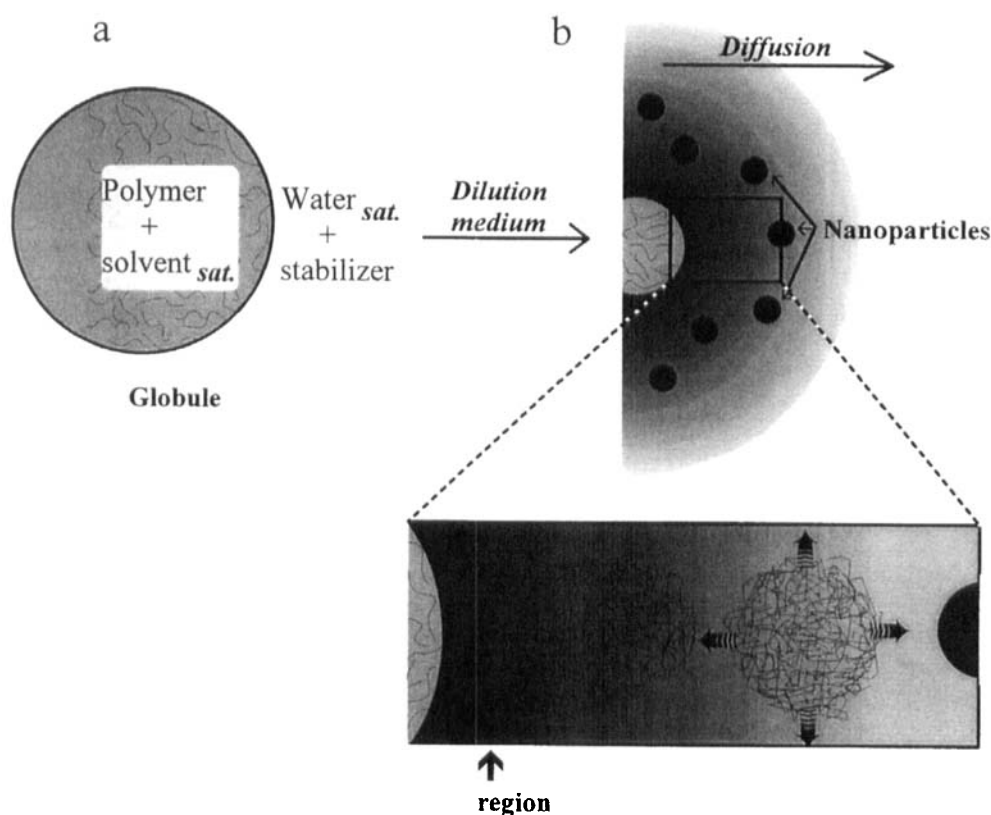 a
b
Diffusion
Polymer
+
solvent sat.
Water sat.
+
stabilizer
Dilution
medium
Nanoparticles
Globule
region